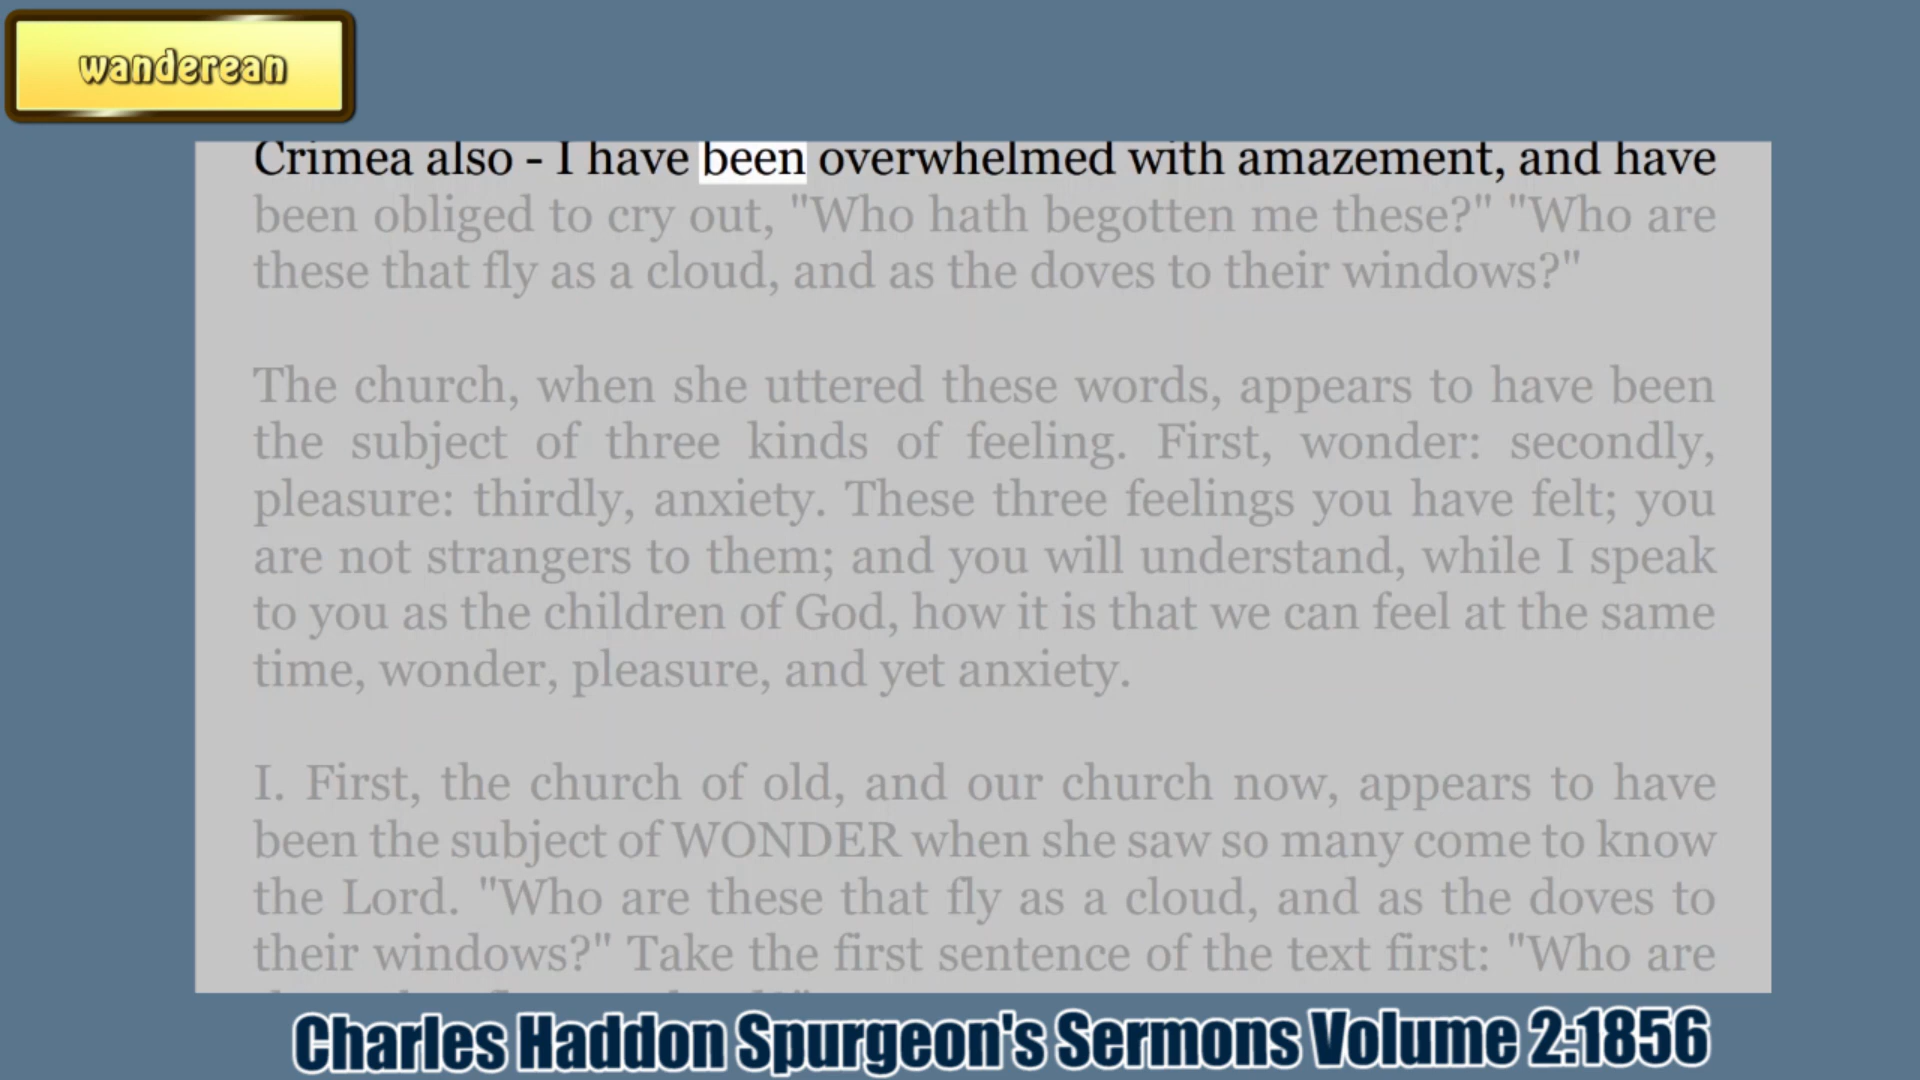 wanderean
Crimea also - I have been overwhelmed with amazement, and have
been obliged to cry out, "Who hath begotten me these?" "Who are
these that fly as a cloud, and as the doves to their windows?"
The church, when she uttered these words, appears to have been
the subject of three kinds of feeling. First, wonder: secondly,
pleasure: thirdly, anxiety. These three feelings you have felt; you
are not strangers to them; and you will understand, while I speak
to you as the children of God, how it is that we can feel at the same
time, wonder, pleasure, and yet anxiety.
I. First, the church of old, and our church now, appears to have
been the subject of WONDER when she saw so many come to know
the Lord. "Who are these that fly as a cloud, and as the doves to
their windows?" Take the first sentence of the text first: "Who are
Charles Haddon Spurgeon's Sermons Volume 2:1856